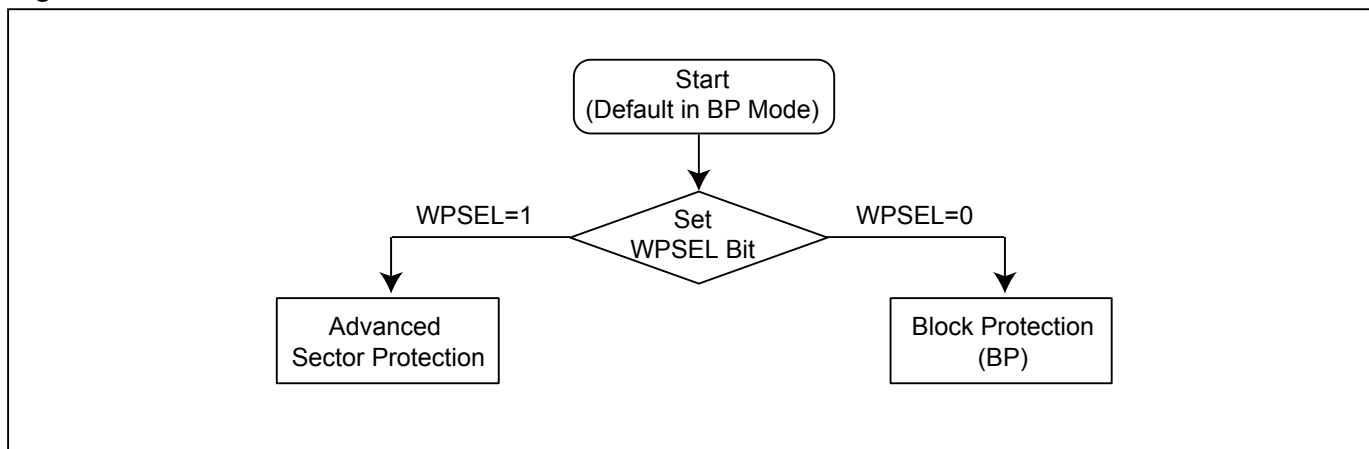 Start
(Default in BP Mode)
WPSEL=1
Set
WPSEL Bit
WPSEL=0
Advanced
Sector Protection
Block Protection
(BP)